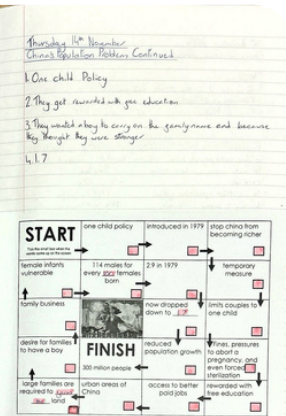 Thursday 14th November
China's Population Problem Continued
1. One child Policy
2. They get rewarded with free education.
3. They wanted a boy to carry on the family name and because
they thought they were stronger
4. 1.7
START
one child policy
introduced in 1979
stop china from
becoming richer
female infants
vulnerable
114 males for
every 100 females
born
2.9 in 1979
temporary
measure
family business
now dropped
down to 1.7
limits couples to
one child
desire for families
to have a boy
FINISH
300 million people
reduced
population growth
fines, pressures
to abort a
pregnancy, and
even forced
sterilization
large families are
required to
land
urban areas of
China
access to better
paid jobs
rewarded with
free education